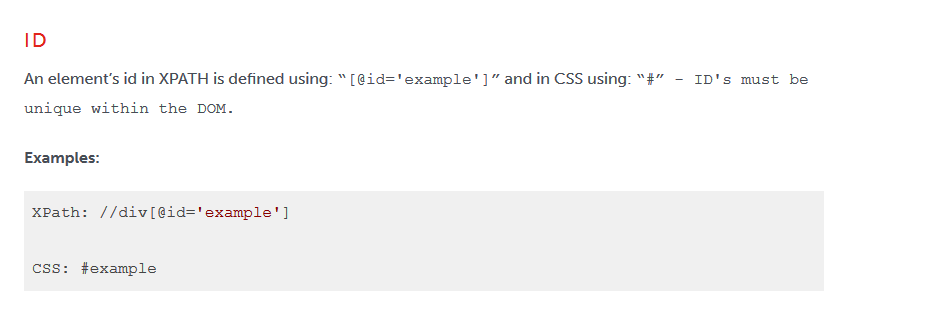 ID
An element's id in XPATH is defined using: “[@id='example']” and in CSS using: “#” – ID's must be
unique within the DOM.
Examples:
XPath: //div[@id='example']
CSS: #example